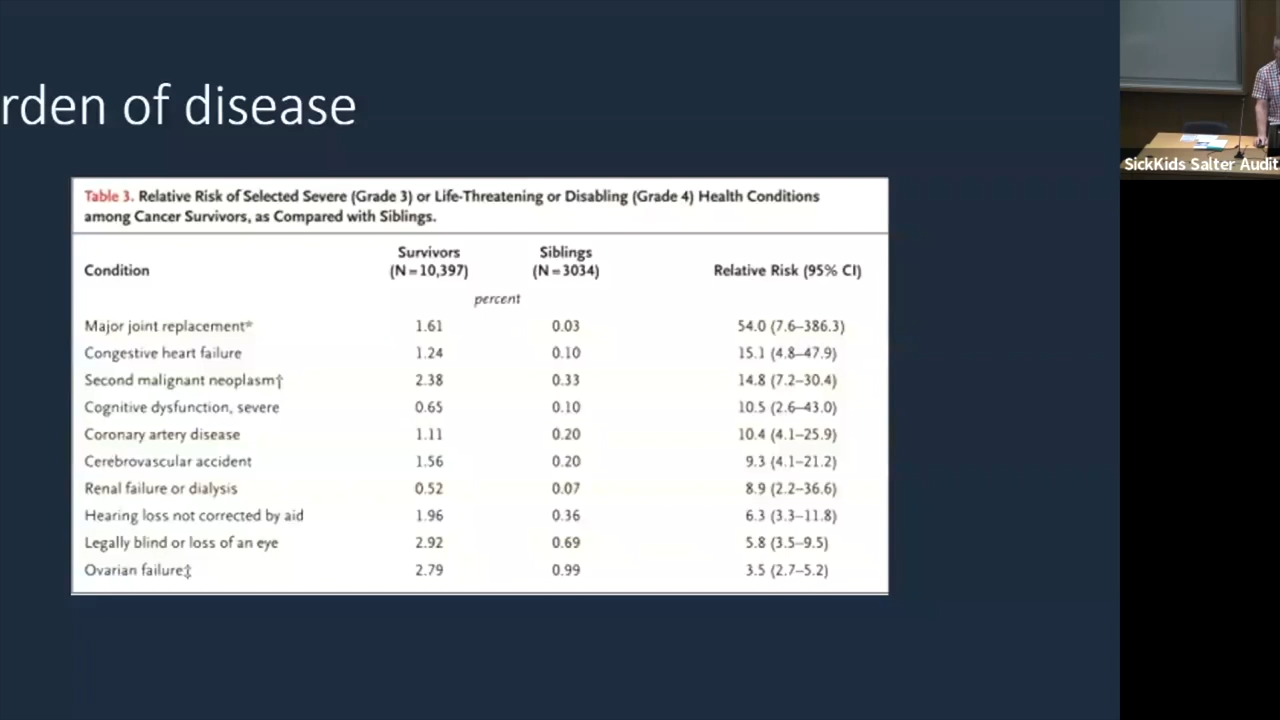 rden of disease
SickKids Salter Audit
Table 3. Relative Risk of Selected Severe (Grade 3) or Life-Threatening or Disabling (Grade 4) Health Conditions
among Cancer Survivors, as Compared with Siblings.
Condition Survivors (N=10,397) Siblings (N=3034) Relative Risk (95% CI)
percent
Major joint replacement* 1.61 0.03 54.0 (7.6–386.3)
Congestive heart failure 1.24 0.10 15.1 (4.8–47.9)
Second malignant neoplasm† 2.38 0.33 14.8 (7.2–30.4)
Cognitive dysfunction, severe 0.65 0.10 10.5 (2.6–43.0)
Coronary artery disease 1.11 0.20 10.4 (4.1–25.9)
Cerebrovascular accident 1.56 0.20 9.3 (4.1–21.2)
Renal failure or dialysis 0.52 0.07 8.9 (2.2–36.6)
Hearing loss not corrected by aid 1.96 0.36 6.3 (3.3–11.8)
Legally blind or loss of an eye 2.92 0.69 5.8 (3.5–9.5)
Ovarian failure‡ 2.79 0.99 3.5 (2.7–5.2)